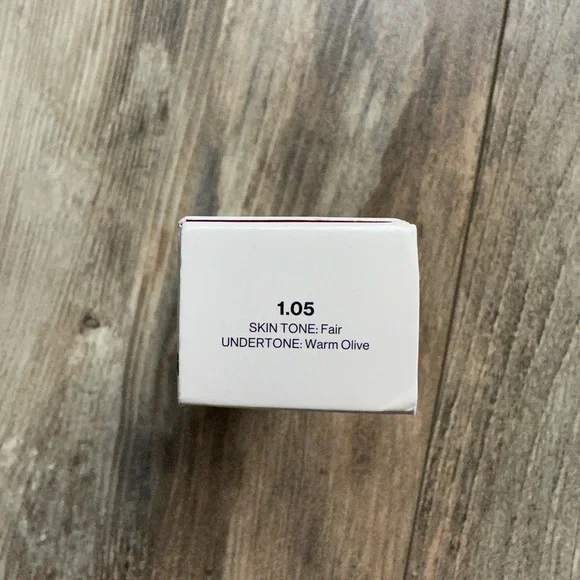 1.05
SKIN TONE: Fair
UNDERTONE: Warm Olive